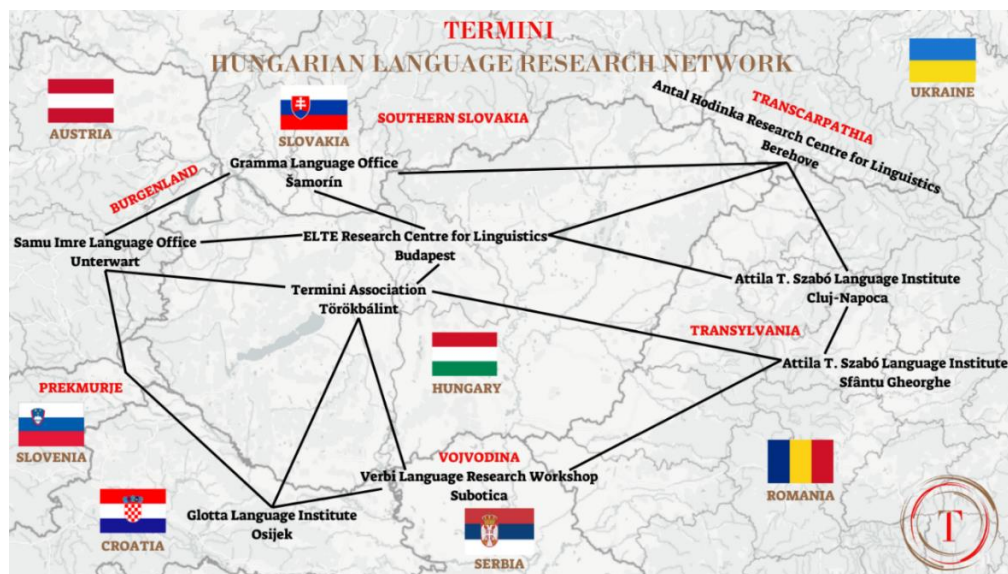 TERMINI
HUNGARIAN LANGUAGE RESEARCH NETWORK
AUSTRIA
SLOVAKIA
SOUTHERN SLOVAKIA
UKRAINE
TRANSCARPATHIA
Antal Hodinka Research Centre for Linguistics
Berehove
Gramma Language Office
Šamorín
BURGENLAND
Samu Imre Language Office
Unterwart
ELTE Research Centre for Linguistics
Budapest
Attila T. Szabó Language Institute
Cluj-Napoca
Termini Association
Törökbálint
TRANSYLVANIA
Attila T. Szabó Language Institute
Sfântu Gheorghe
HUNGARY
PREKMURJE
SLOVENIA
VOJVODINA
Verbi Language Research Workshop
Subotica
ROMANIA
Glotta Language Institute
Osijek
CROATIA
SERBIA
T